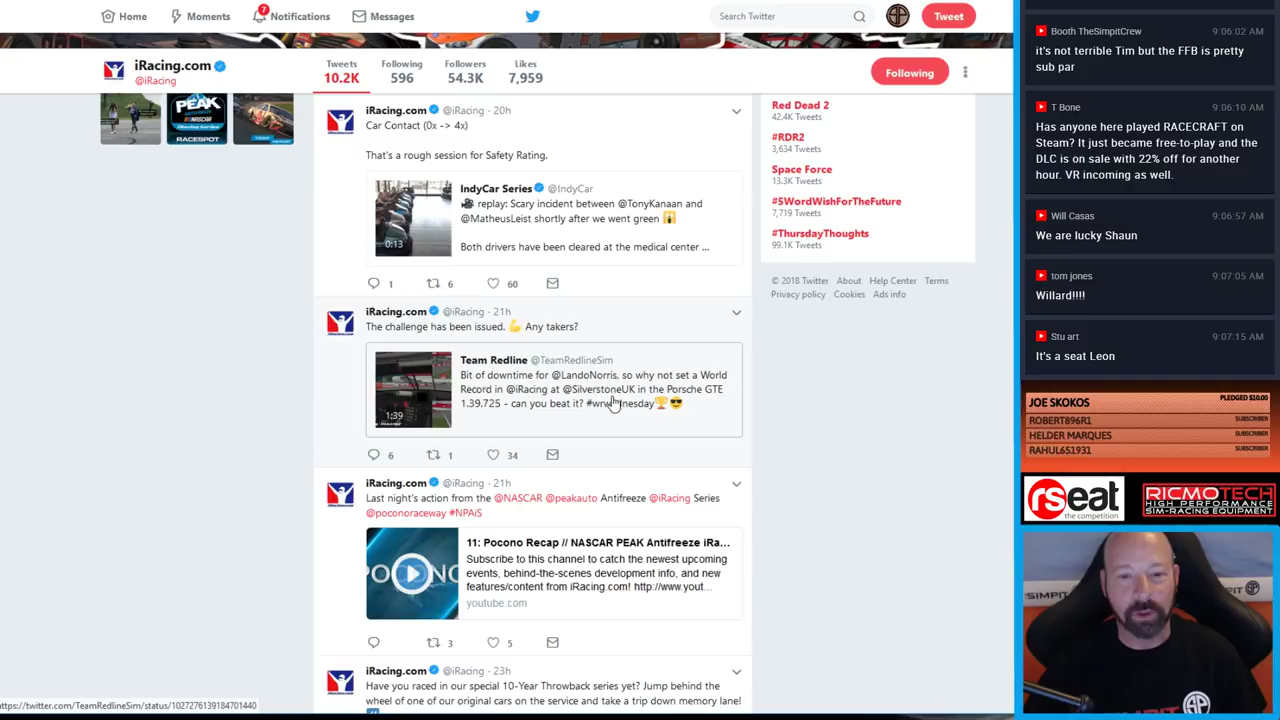 Home
Moments
7
Notifications
Messages
Search Twitter
Tweet
iRacing.com
@iRacing
Tweets
10.2K
Following
596
Followers
54.3K
Likes
7,959
Following
PEAK
RACESPOT
iRacing.com @iRacing · 20h
Car Contact (0x -> 4x)
That's a rough session for Safety Rating.
0:13
IndyCar Series @IndyCar
replay: Scary incident between @TonyKanaan and
@MatheusLeist shortly after we went green
Both drivers have been cleared at the medical center ...
1
6
60
iRacing.com @iRacing · 21h
The challenge has been issued. 💪 Any takers?
1:39
Team Redline @TeamRedlineSim
Bit of downtime for @LandoNorris, so why not set a World
Record in @iRacing at @SilverstoneUK in the Porsche GTE
1.39.725 - can you beat it?
6
1
34
iRacing.com @iRacing · 21h
Last night's action from the @NASCAR @peakauto Antifreeze @iRacing Series
@poconoraceway #NPAiS
POCONO
11: Pocono Recap // NASCAR PEAK Antifreeze iRa...
Subscribe to this channel to catch the newest upcoming
events, behind-the-scenes development info, and new
features/content from iRacing.com! http://www.yout...
youtube.com
3
5
iRacing.com @iRacing · 23h
Have you raced in our special 10-Year Throwback series yet? Jump behind the
wheel of one of our original cars on the service and take a trip down memory lane!
https://twitter.com/TeamRedlineSim/status/1027276139184701440
Red Dead 2
42.4K Tweets
#RDR2
3,634 Tweets
Space Force
13.3K Tweets
#5WordWishForTheFuture
7,719 Tweets
#ThursdayThoughts
99.1K Tweets
© 2018 Twitter About Help Center Terms
Privacy policy Cookies Ads info
Booth TheSimpitCrew 9:06:02 AM
it's not terrible Tim but the FFB is pretty
sub par
T Bone 9:06:10 AM
Has anyone here played RACECRAFT on
Steam? It just became free-to-play and the
DLC is on sale with 22% off for another
hour. VR incoming as well.
Will Casas 9:06:57 AM
We are lucky Shaun
tom jones 9:07:05 AM
Willard!!!!
Stu art 9:07:15 AM
It's a seat Leon
JOE SKOKOS PLEDGED $10.00
ROBERT896R1 SUBSCRIBER
HELDER MARQUES SUBSCRIBER
RAHUL651931 SUBSCRIBER
rseat
the competition
RICMOTECH
HIGH PERFORMANCE
SIM-RACING EQUIPMENT
SIMPIT
SP